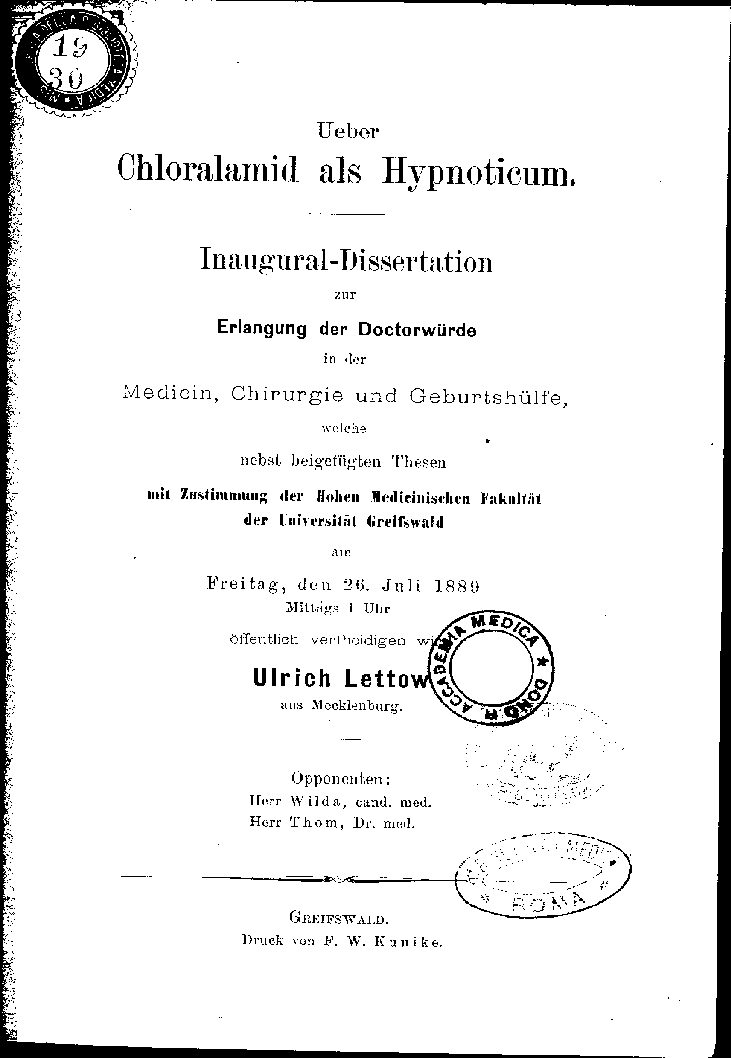 19
30
Ueber
Chloralamid als Hypnoticum.
Inaugural-Dissertation
zur
Erlangung der Doctorwürde
in der
Medicin, Chirurgie und Geburtshülfe,
welche
nebst beigefügten Thesen
mit Zustimmung der Hohen Medicinischen Fakultät
der Universität Greifswald
am
Freitag, den 26. Juli 1889
Mittags 1 Uhr
öffentlich vertheidigen
Ulrich Lettow
aus Mecklenburg.
ACCADEMIA MEDICA * DONO R.
Opponenten:
Herr Wilda, cand. med.
Herr Thom, Dr. med.
* ROMA *
GREIFSWALD.
Druck von F. W. Kunike.